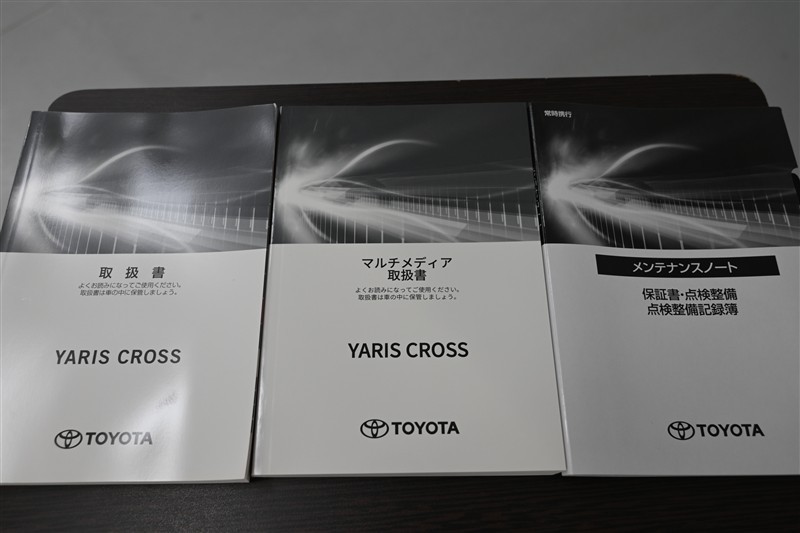 取扱書
よくお読みになってご使用ください。
取扱書は車の中に保管しましょう。
YARIS CROSS
TOYOTA
マルチメディア
取扱書
よくお読みになってご使用ください。
取扱書は車の中に保管しましょう。
YARIS CROSS
TOYOTA
常時携行
メンテナンスノート
保証書・点検整備
点検整備記録簿
TOYOTA